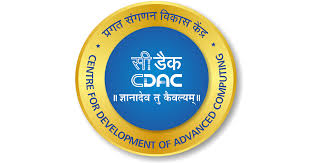 प्रगत संगणन विकास केंद्र
सी डैक
CDAC
॥ ज्ञानादेव तु कैवल्यम् ॥
CENTRE FOR DEVELOPMENT OF ADVANCED COMPUTING